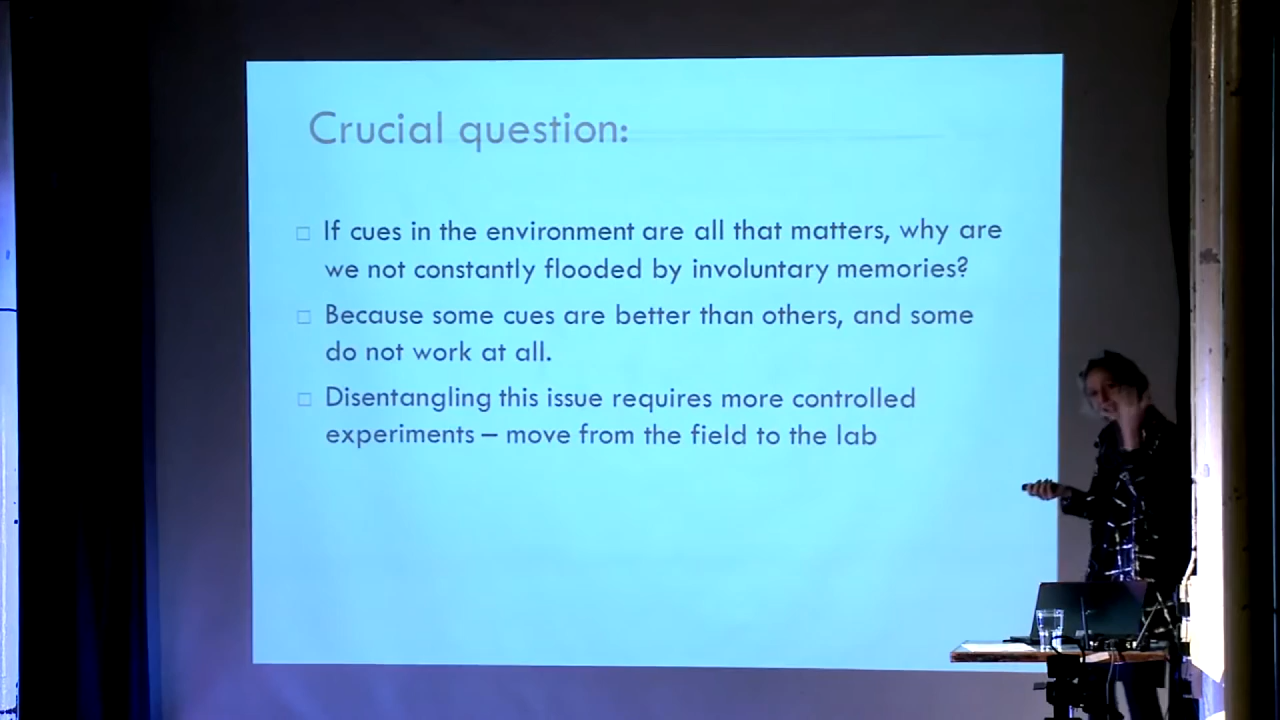 Crucial question:
If cues in the environment are all that matters, why are
we not constantly flooded by involuntary memories?
Because some cues are better than others, and some
do not work at all.
Disentangling this issue requires more controlled
experiments – move from the field to the lab